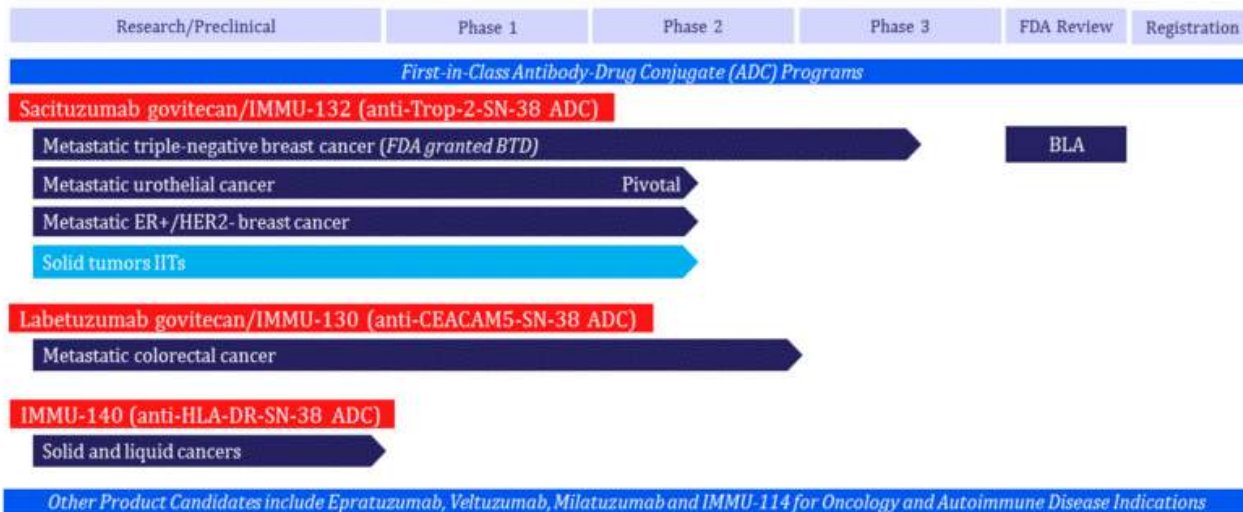 Research/Preclinical Phase 1 Phase 2 Phase 3 FDA Review Registration
First-in-Class Antibody-Drug Conjugate (ADC) Programs
Sacituzumab govitecan/IMMU-132 (anti-Trop-2-SN-38 ADC)
Metastatic triple-negative breast cancer (FDA granted BTD) BLA
Metastatic urothelial cancer Pivotal
Metastatic ER+/HER2- breast cancer
Solid tumors IITs
Labetuzumab govitecan/IMMU-130 (anti-CEACAM5-SN-38 ADC)
Metastatic colorectal cancer
IMMU-140 (anti-HLA-DR-SN-38 ADC)
Solid and liquid cancers
Other Product Candidates include Epratuzumab, Veltuzumab, Milatuzumab and IMMU-114 for Oncology and Autoimmune Disease Indications